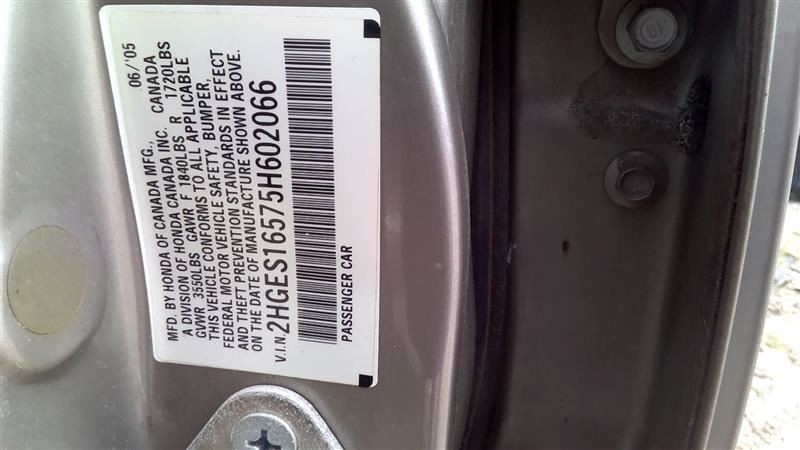 MFD. BY HONDA OF CANADA MFG., 06/'05
A DIVISION OF HONDA CANADA INC. CANADA
GVWR 3550LBS GAWR F 1840LBS R 1720LBS
THIS VEHICLE CONFORMS TO ALL APPLICABLE
FEDERAL MOTOR VEHICLE SAFETY, BUMPER,
AND THEFT PREVENTION STANDARDS IN EFFECT
ON THE DATE OF MANUFACTURE SHOWN ABOVE.
V.I.N. 2HGES16575H602066
PASSENGER CAR